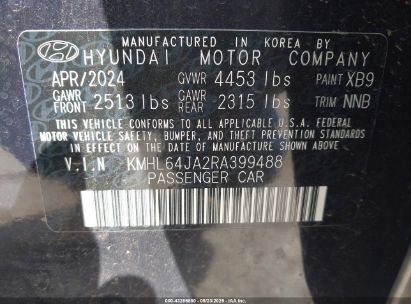 MANUFACTURED IN KOREA BY
HYUNDAI MOTOR COMPANY
APR/2024 GVWR 4453 lbs PAINT XB9
GAWR FRONT 2513 lbs GAWR REAR 2315 lbs TRIM NNB
THIS VEHICLE CONFORMS TO ALL APPLICABLE U.S.A. FEDERAL
MOTOR VEHICLE SAFETY, BUMPER, AND THEFT PREVENTION
STANDARDS IN EFFECT ON THE DATE OF MANUFACTURE SHOWN ABOVE.
V.I.N KMHL64JA2RA399488
PASSENGER CAR